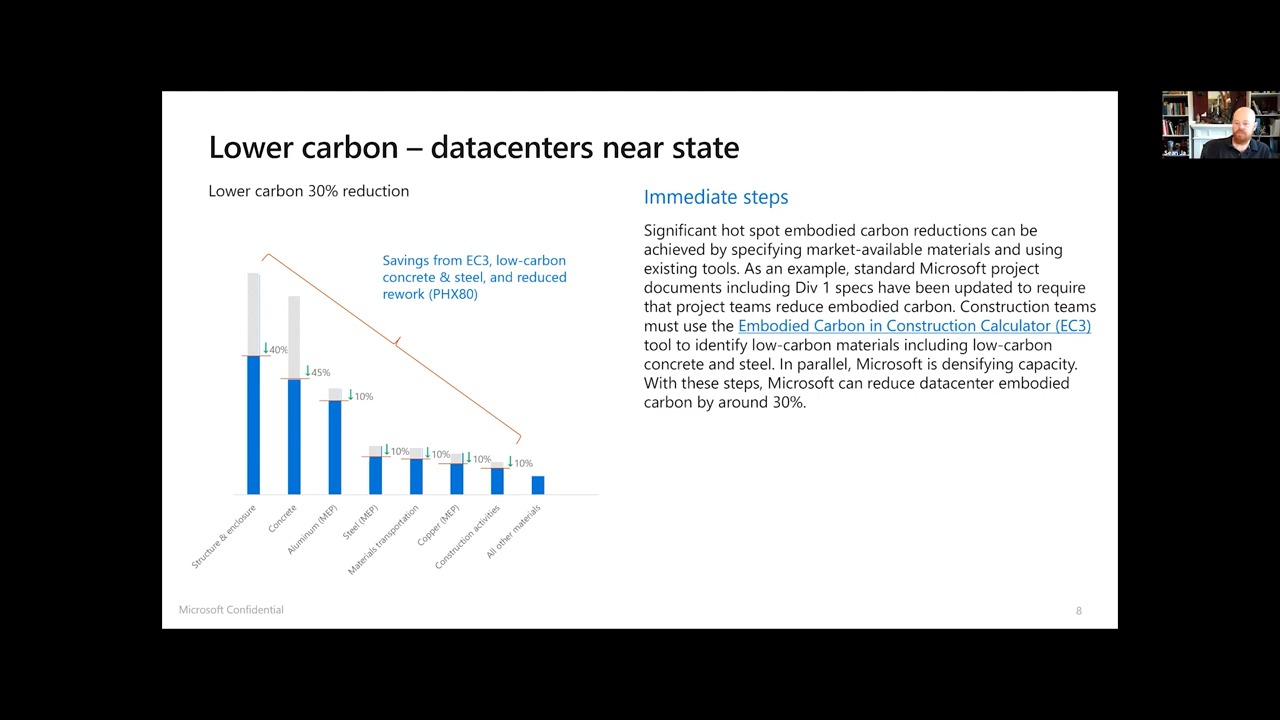 Lower carbon – datacenters near state
Lower carbon 30% reduction
Savings from EC3, low-carbon
concrete & steel, and reduced
rework (PHX80)
↓40%
↓45%
↓10%
↓10%
↓10%
↓10%
↓10%
Structure & enclosure
Concrete
Aluminum (MEP)
Steel (MEP)
Materials transportation
Copper (MEP)
Construction activities
All other materials
Immediate steps
Significant hot spot embodied carbon reductions can be
achieved by specifying market-available materials and using
existing tools. As an example, standard Microsoft project
documents including Div 1 specs have been updated to require
that project teams reduce embodied carbon. Construction teams
must use the Embodied Carbon in Construction Calculator (EC3)
tool to identify low-carbon materials including low-carbon
concrete and steel. In parallel, Microsoft is densifying capacity.
With these steps, Microsoft can reduce datacenter embodied
carbon by around 30%.
Microsoft Confidential
8
Sean Ja